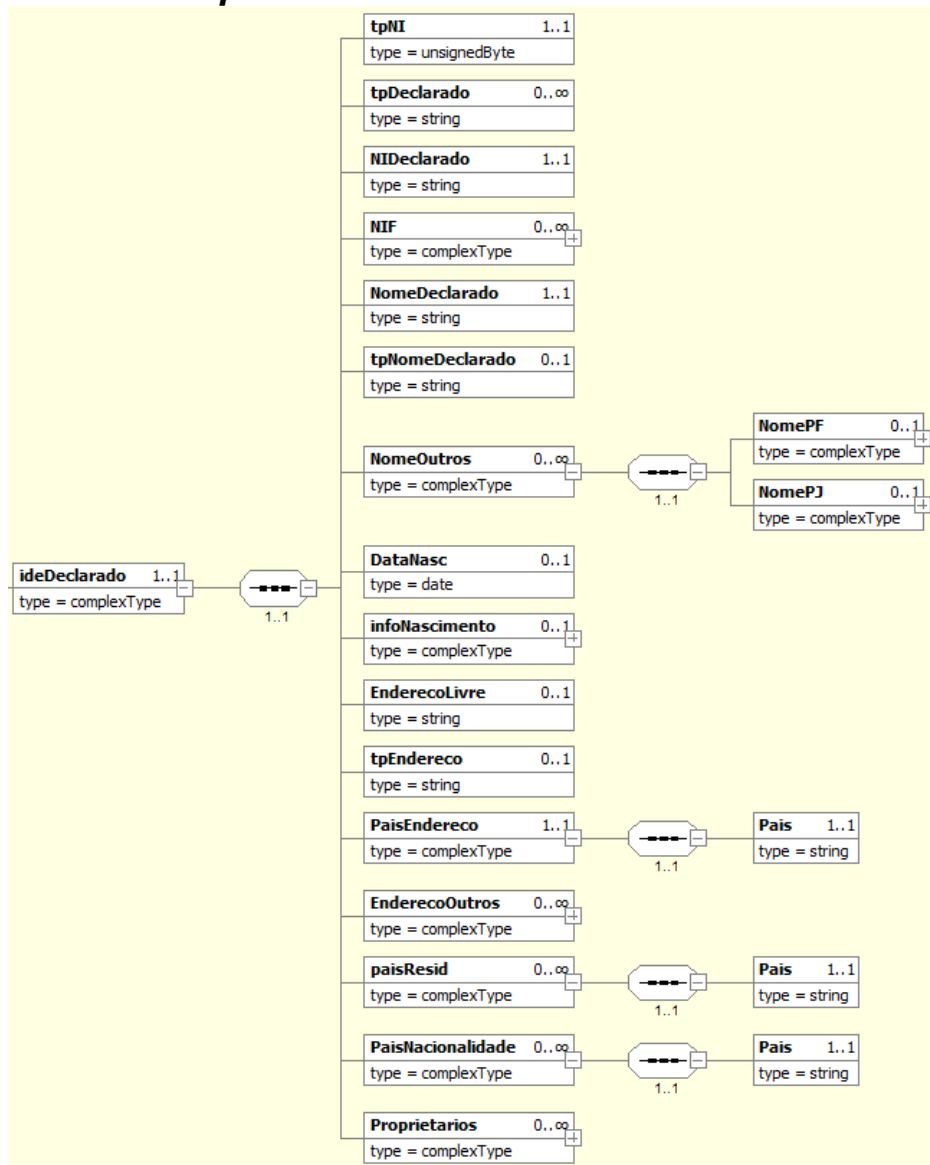 tpNI 1..1
type = unsignedByte
tpDeclarado 0..∞
type = string
NIDeclarado 1..1
type = string
NIF 0..∞
type = complexType
NomeDeclarado 1..1
type = string
tpNomeDeclarado 0..1
type = string
NomeOutros 0..∞
type = complexType
1..1
NomePF 0..1
type = complexType
NomePJ 0..1
type = complexType
ideDeclarado 1..1
type = complexType
1..1
DataNasc 0..1
type = date
infoNascimento 0..1
type = complexType
EnderecoLivre 0..1
type = string
tpEndereco 0..1
type = string
PaisEndereco 1..1
type = complexType
1..1
Pais 1..1
type = string
EnderecoOutros 0..∞
type = complexType
paisResid 0..∞
type = complexType
1..1
Pais 1..1
type = string
PaisNacionalidade 0..∞
type = complexType
1..1
Pais 1..1
type = string
Proprietarios 0..∞
type = complexType